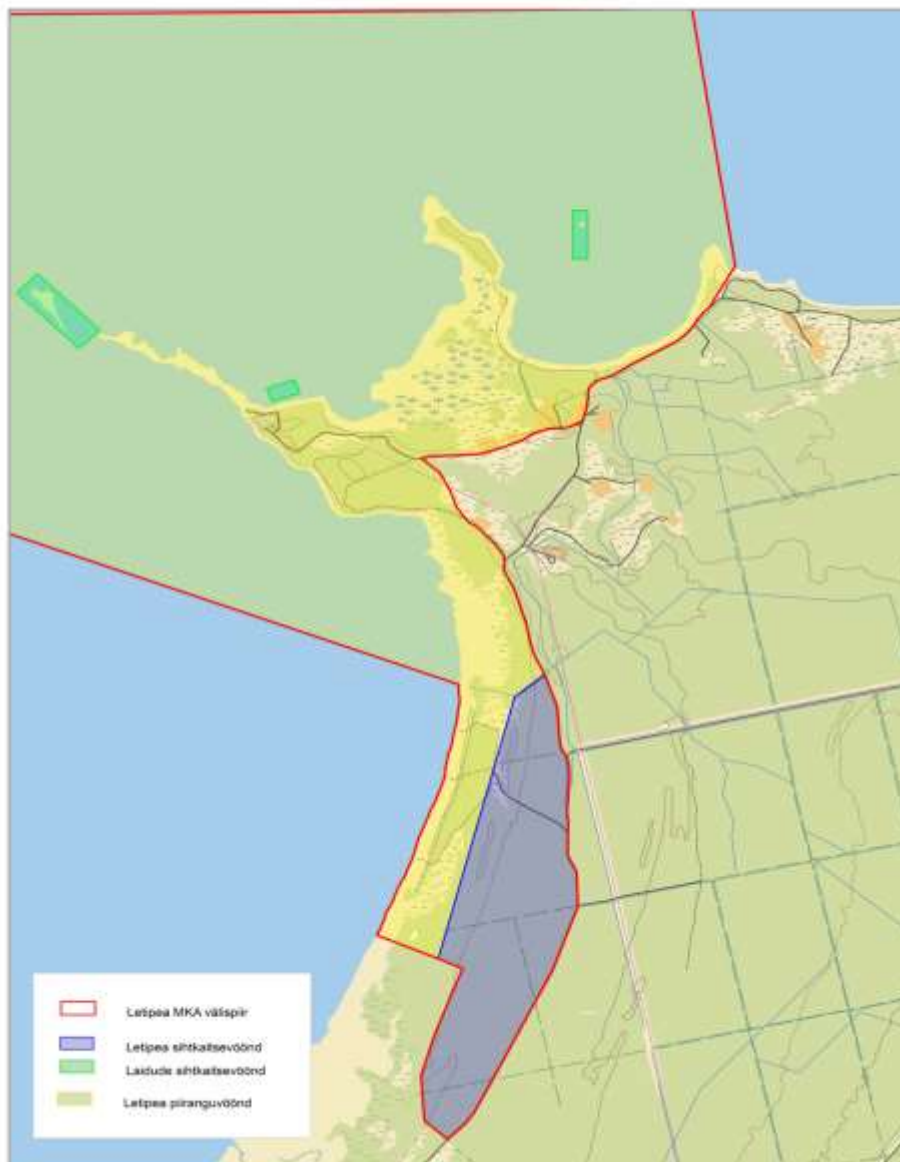 Letipea MKA välispiir
Letipea sihtkaitsevöönd
Laidude sihtkaitsevöönd
Letipea piiranguvöönd